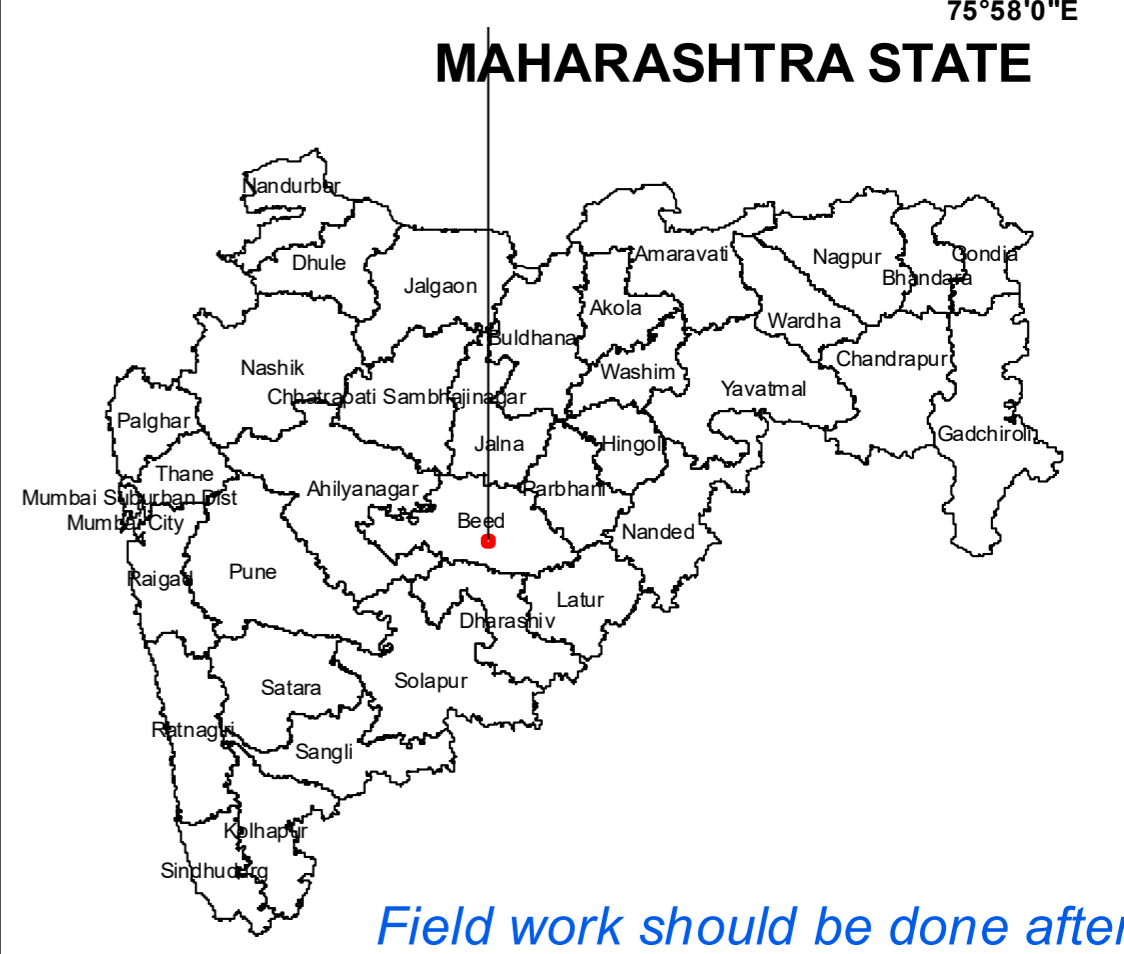 75°58'0"E
MAHARASHTRA STATE
Nandurbar
Dhule
Jalgaon
Amaravati
Nagpur
Gondia
Bhandara
Akola
Wardha
Buldhana
Nashik
Washim
Chandrapur
Yavatmal
Chhatrapati Sambhajinagar
Palghar
Jalna
Hingoli
Gadchiroli
Thane
Ahilyanagar
Parbhani
Mumbai Suburban Dist
Mumbai City
Beed
Nanded
Raigad
Pune
Latur
Dharashiv
Satara
Solapur
Ratnagiri
Sangli
Kolhapur
Sindhudurg
Field work should be done after